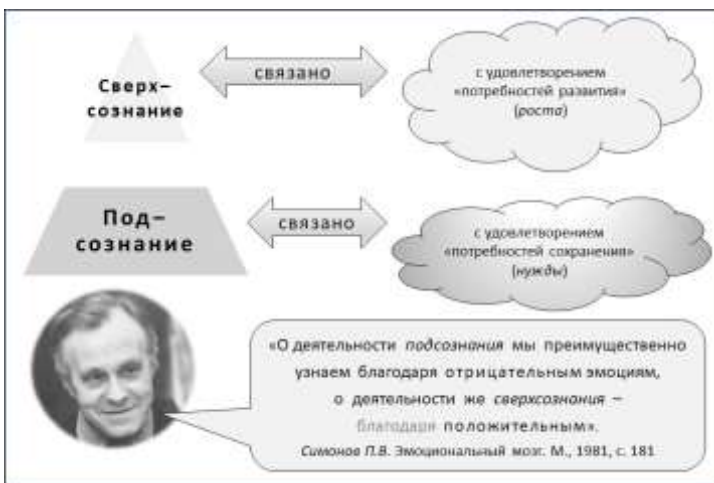 Сверх–
сознание
связано
с удовлетворением
«потребностей развития»
(роста)
Под–
сознание
связано
с удовлетворением
«потребностей сохранения»
(нужды)
«О деятельности подсознания мы преимущественно
узнаем благодаря отрицательным эмоциям,
о деятельности же сверхсознания –
благодаря положительным».
Симонов П.В. Эмоциональный мозг. М., 1981, с. 181